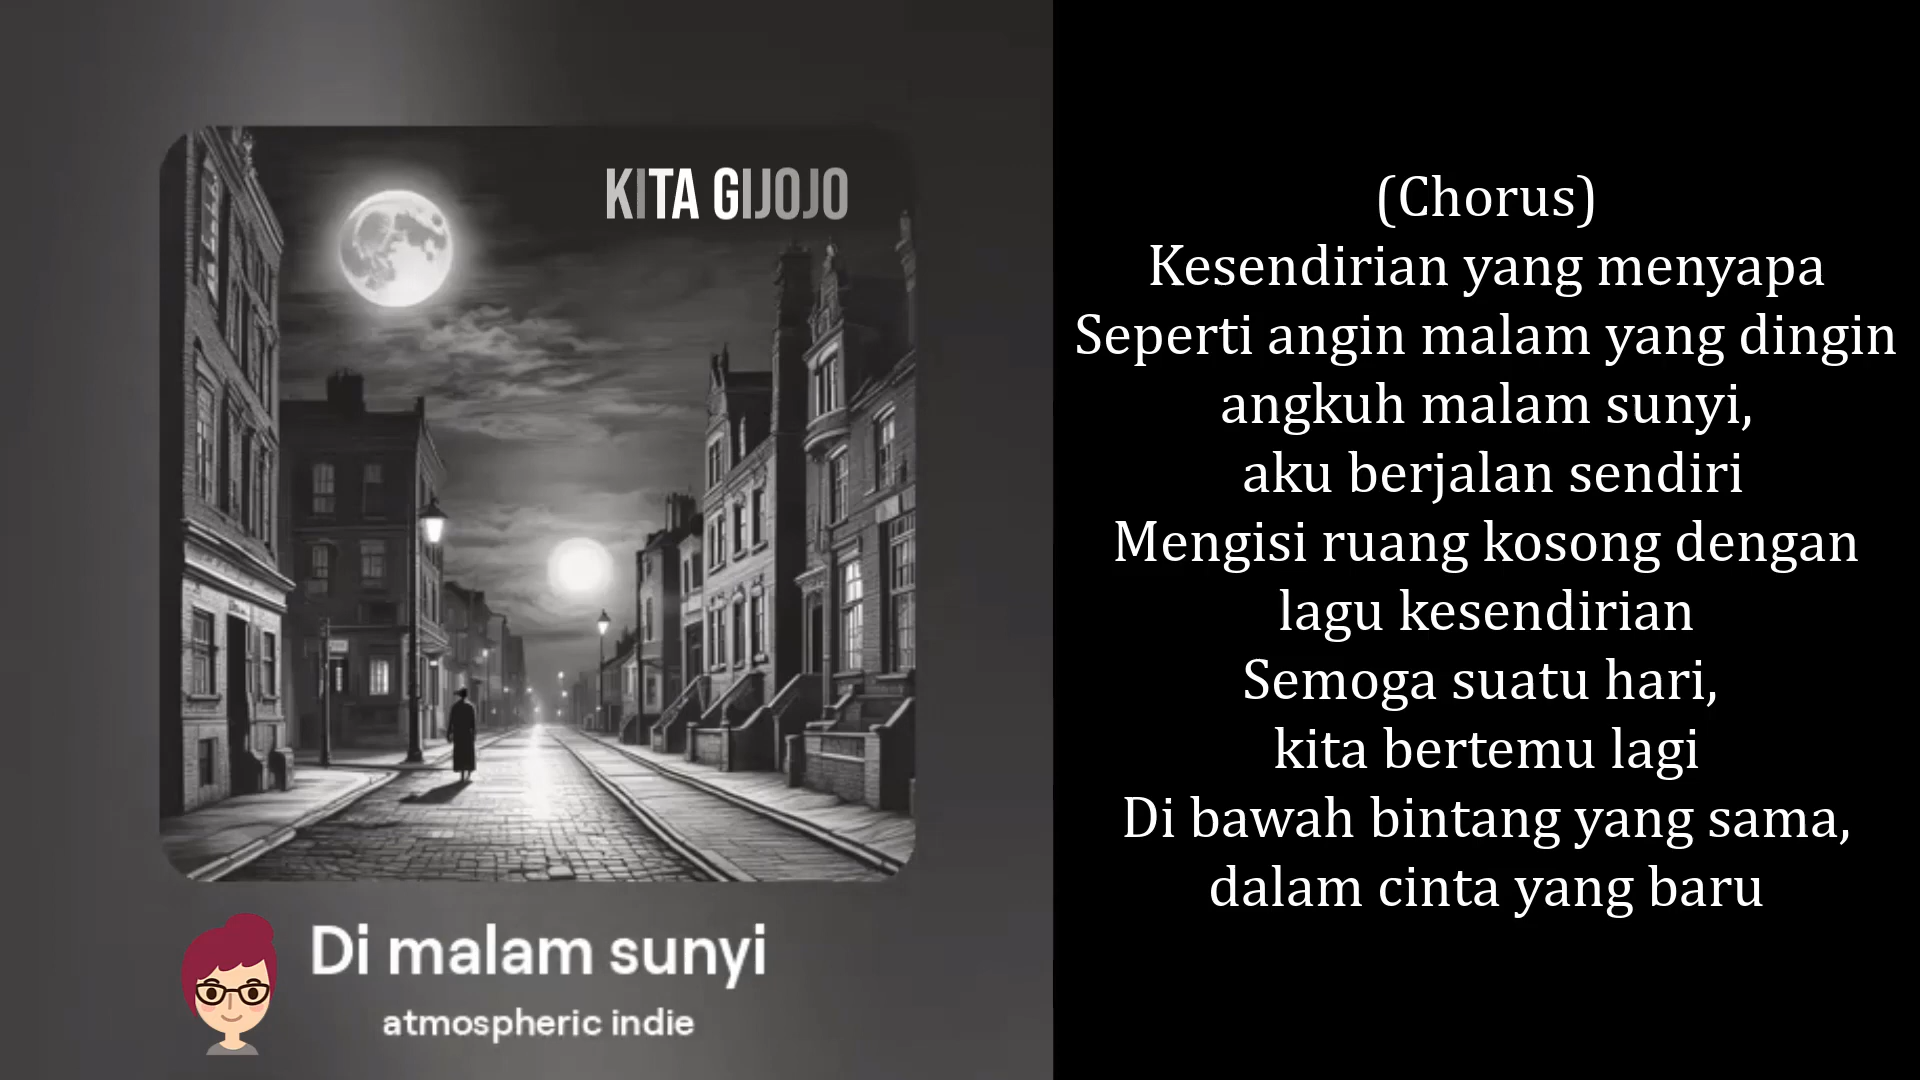 KITA GIJOJO
Di malam sunyi
atmospheric indie
(Chorus)
Kesendirian yang menyapa
Seperti angin malam yang dingin
angkuh malam sunyi,
aku berjalan sendiri
Mengisi ruang kosong dengan
lagu kesendirian
Semoga suatu hari,
kita bertemu lagi
Di bawah bintang yang sama,
dalam cinta yang baru